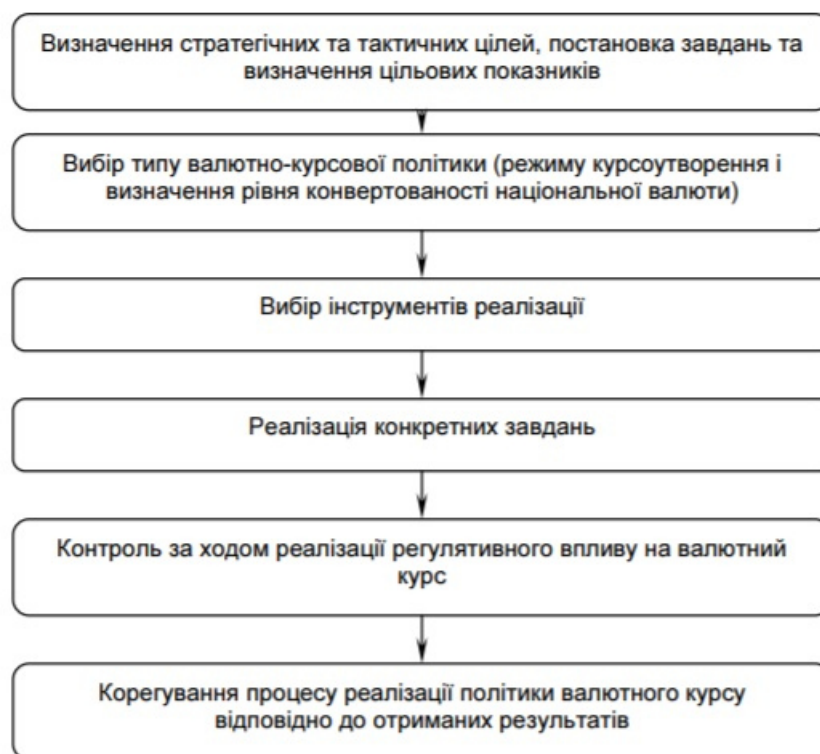 Визначення стратегічних та тактичних цілей, постановка завдань та
визначення цільових показників
Вибір типу валютно-курсової політики (режиму курсоутворення і
визначення рівня конвертованості національної валюти)
Вибір інструментів реалізації
Реалізація конкретних завдань
Контроль за ходом реалізації регулятивного впливу на валютний
курс
Корегування процесу реалізації політики валютного курсу
відповідно до отриманих результатів